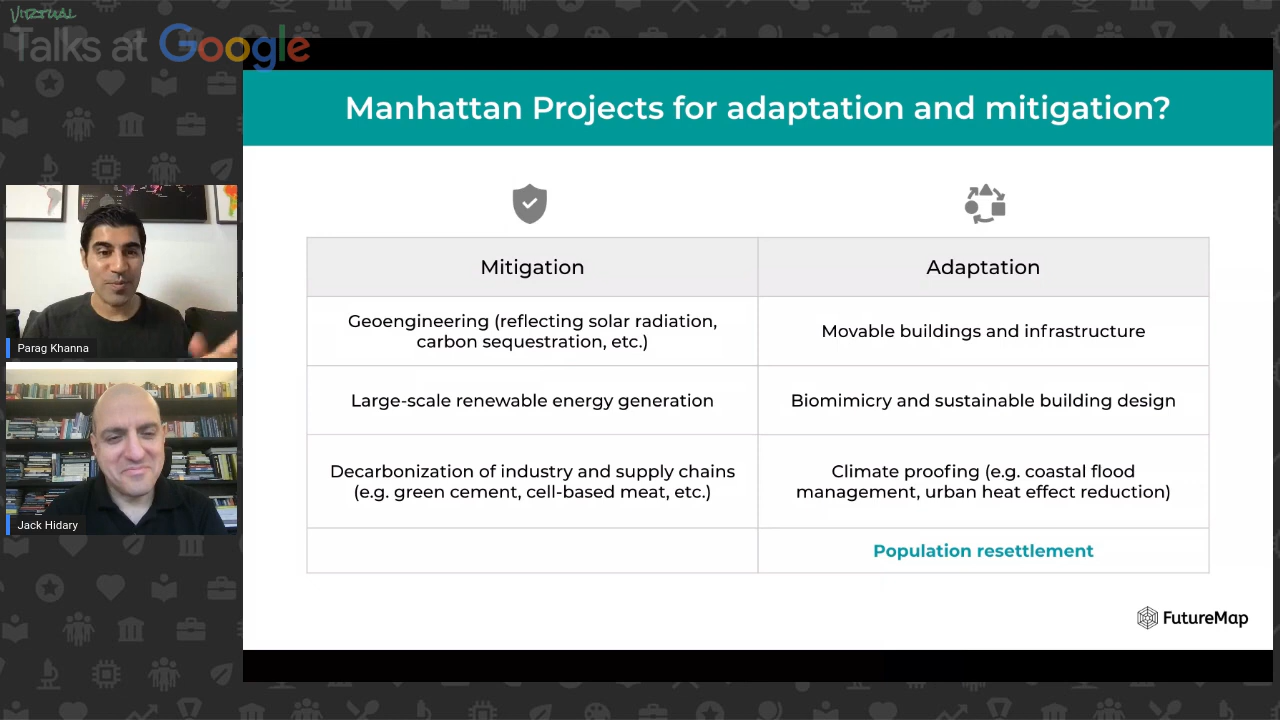 VIRTUAL
Talks at Google
Manhattan Projects for adaptation and mitigation?
Mitigation
Adaptation
Geoengineering (reflecting solar radiation,
carbon sequestration, etc.)
Movable buildings and infrastructure
Large-scale renewable energy generation
Biomimicry and sustainable building design
Decarbonization of industry and supply chains
(e.g. green cement, cell-based meat, etc.)
Climate proofing (e.g. coastal flood
management, urban heat effect reduction)
Population resettlement
FutureMap
Parag Khanna
Jack Hidary